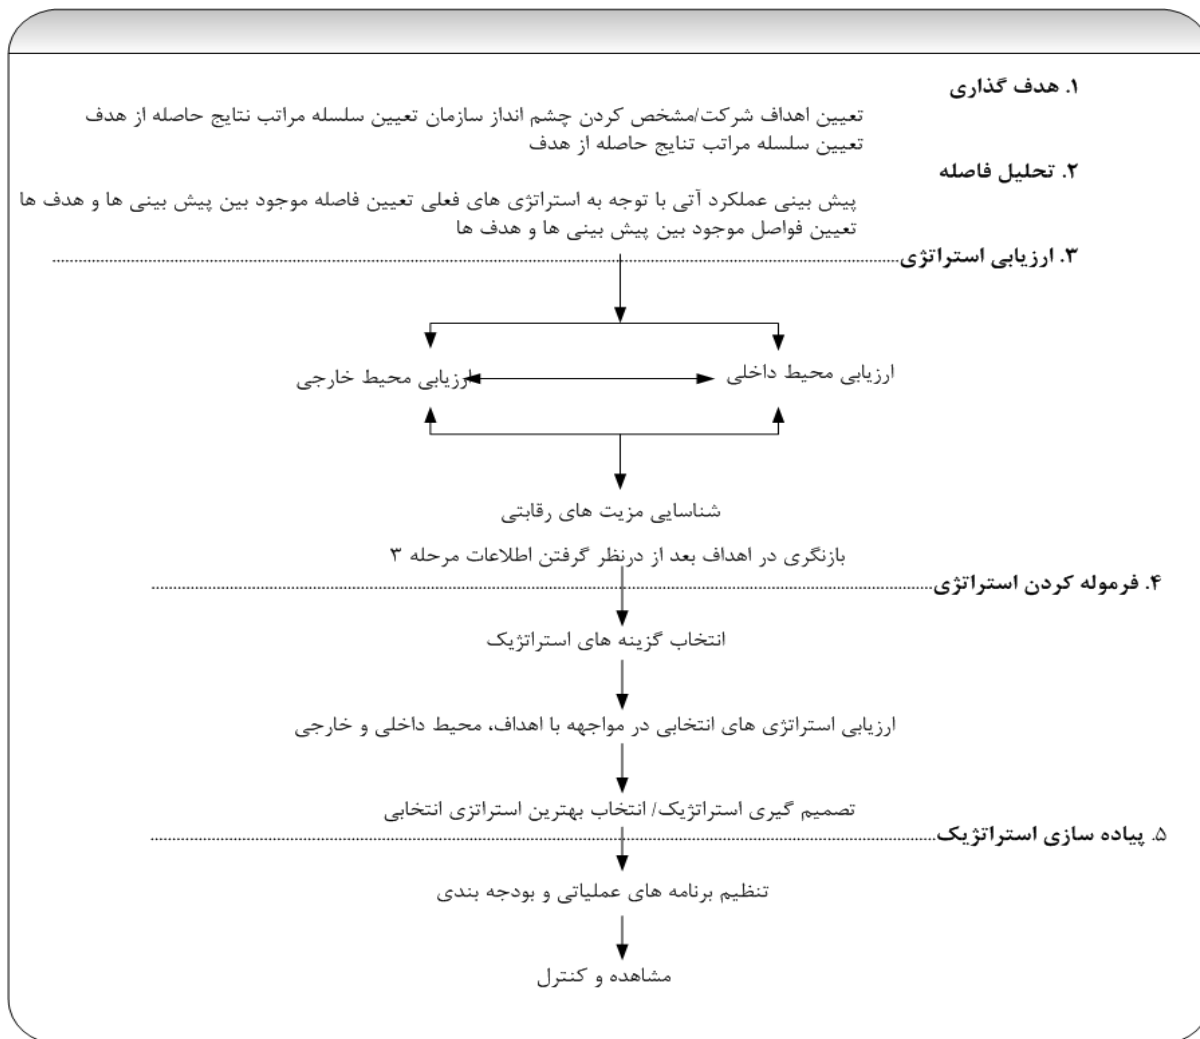 ۱. هدف گذاری
تعیین اهداف شرکت/مشخص کردن چشم انداز سازمان تعیین سلسله مراتب نتایج حاصله از هدف
تعیین سلسله مراتب تنایج حاصله از هدف
۲. تحلیل فاصله
پیش بینی عملکرد آتی با توجه به استراتژی های فعلی تعیین فاصله موجود بین پیش بینی ها و هدف ها
تعیین فواصل موجود بین پیش بینی ها و هدف ها
۳. ارزیابی استراتژی
ارزیابی محیط داخلی
ارزیابی محیط خارجی
شناسایی مزیت های رقابتی
بازنگری در اهداف بعد از درنظر گرفتن اطلاعات مرحله ۳
۴. فرموله کردن استراتژی
انتخاب گزینه های استراتژیک
ارزیابی استراتژی های انتخابی در مواجهه با اهداف، محیط داخلی و خارجی
تصمیم گیری استراتژیک/ انتخاب بهترین استراتزی انتخابی
۵. پیاده سازی استراتژیک
تنظیم برنامه های عملیاتی و بودجه بندی
مشاهده و کنترل